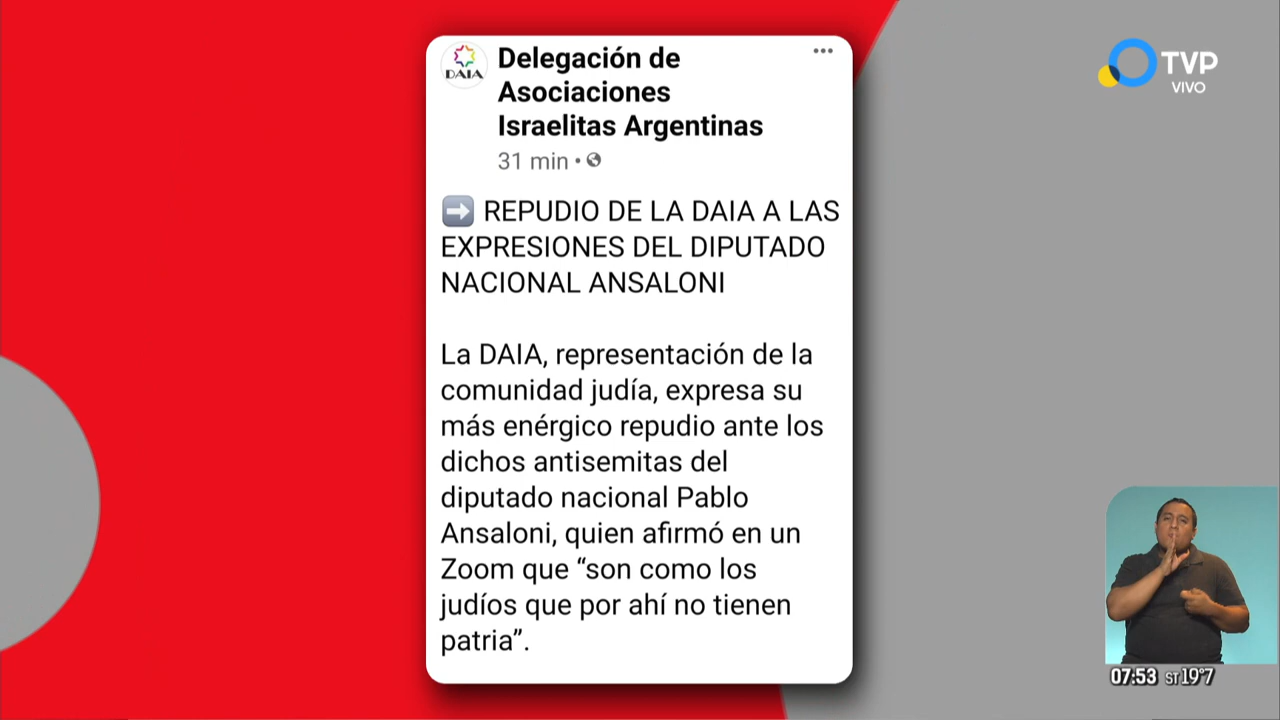 DAIA
Delegación de
Asociaciones
Israelitas Argentinas
31 min •
REPUDIO DE LA DAIA A LAS
EXPRESIONES DEL DIPUTADO
NACIONAL ANSALONI
La DAIA, representación de la
comunidad judía, expresa su
más enérgico repudio ante los
dichos antisemitas del
diputado nacional Pablo
Ansaloni, quien afirmó en un
Zoom que “son como los
judíos que por ahí no tienen
patria”.
TVP
VIVO
07:53 ST 19°7